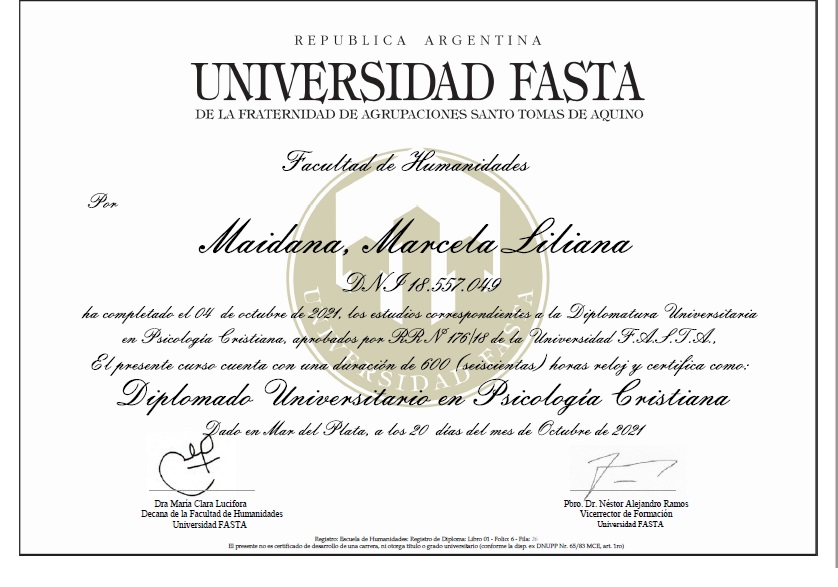 REPUBLICA ARGENTINA
UNIVERSIDAD FASTA
DE LA FRATERNIDAD DE AGRUPACIONES SANTO TOMAS DE AQUINO
Facultad de Humanidades
Por
Maidana, Marcela Liliana
DNI 18.557.049
ha completado el 04 de octubre de 2021, los estudios correspondientes a la Diplomatura Universitaria
en Psicología Cristiana, aprobados por RR Nº 176/18 de la Universidad F.A.S.T.A.,
El presente curso cuenta con una duración de 600 (seiscientas) horas reloj y certifica como:
UNIVERSIDAD FASTA
Diplomado Universitario en Psicología Cristiana
Dado en Mar del Plata, a los 20 días del mes de Octubre de 2021
Dra María Clara Lucifora
Decana de la Facultad de Humanidades
Universidad FASTA
Pbro. Dr. Néstor Alejandro Ramos
Vicerrector de Formación
Universidad FASTA
Registro: Escuela de Humanidades: Registro de Diploma: Libro 01 - Folio: 6 - Fila: 26
El presente no es certificado de desarrollo de una carrera, ni otorga título o grado universitario (conforme la disp. ex DNUPP Nr. 65/83 MCE, art. 1ro)